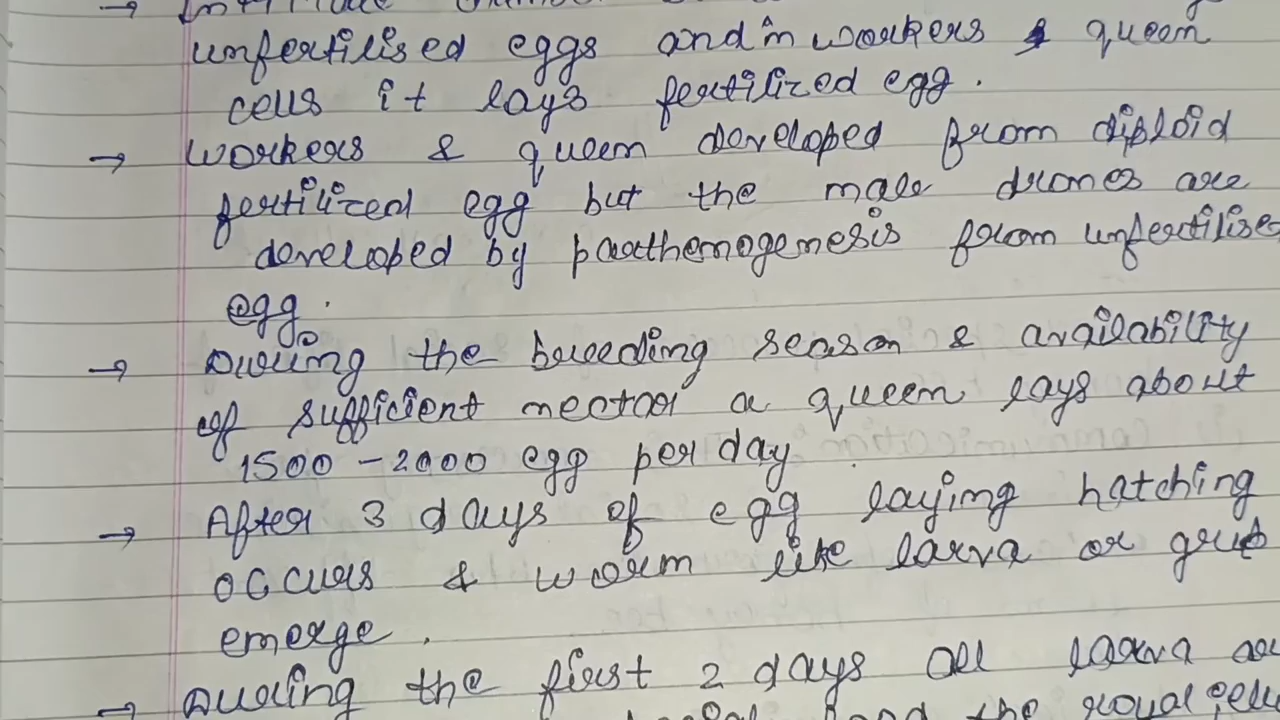 →
unfertilised eggs and in workers & queen
cells it lays fertilized egg.
→ workers & queen developed from diploid
fertilized egg but the male drones are
developed by parthenogenesis from unfertilise
egg.
→ During the breeding season & availability
of sufficient nectar a queen lays about
1500-2000 egg per day
→ After 3 days of egg laying hatching
occurs & worm like larva or grub
emerge.
→ During the first 2 days all larva
the royal jelly